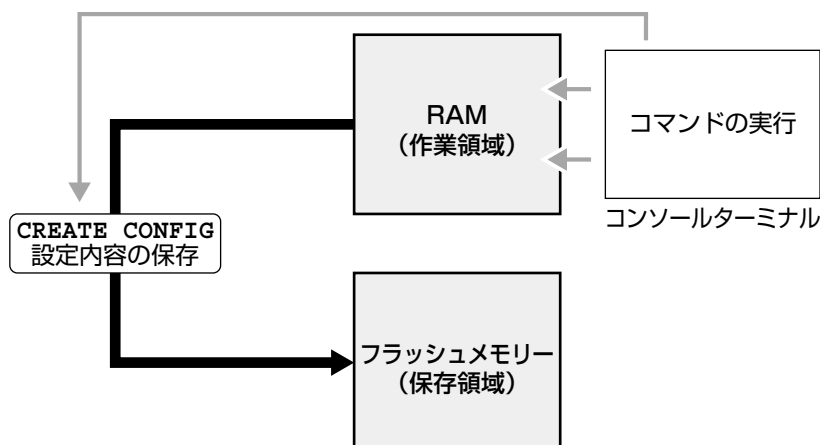 RAM
(作業領域)
コマンドの実行
コンソールターミナル
CREATE CONFIG
設定内容の保存
フラッシュメモリー
(保存領域)